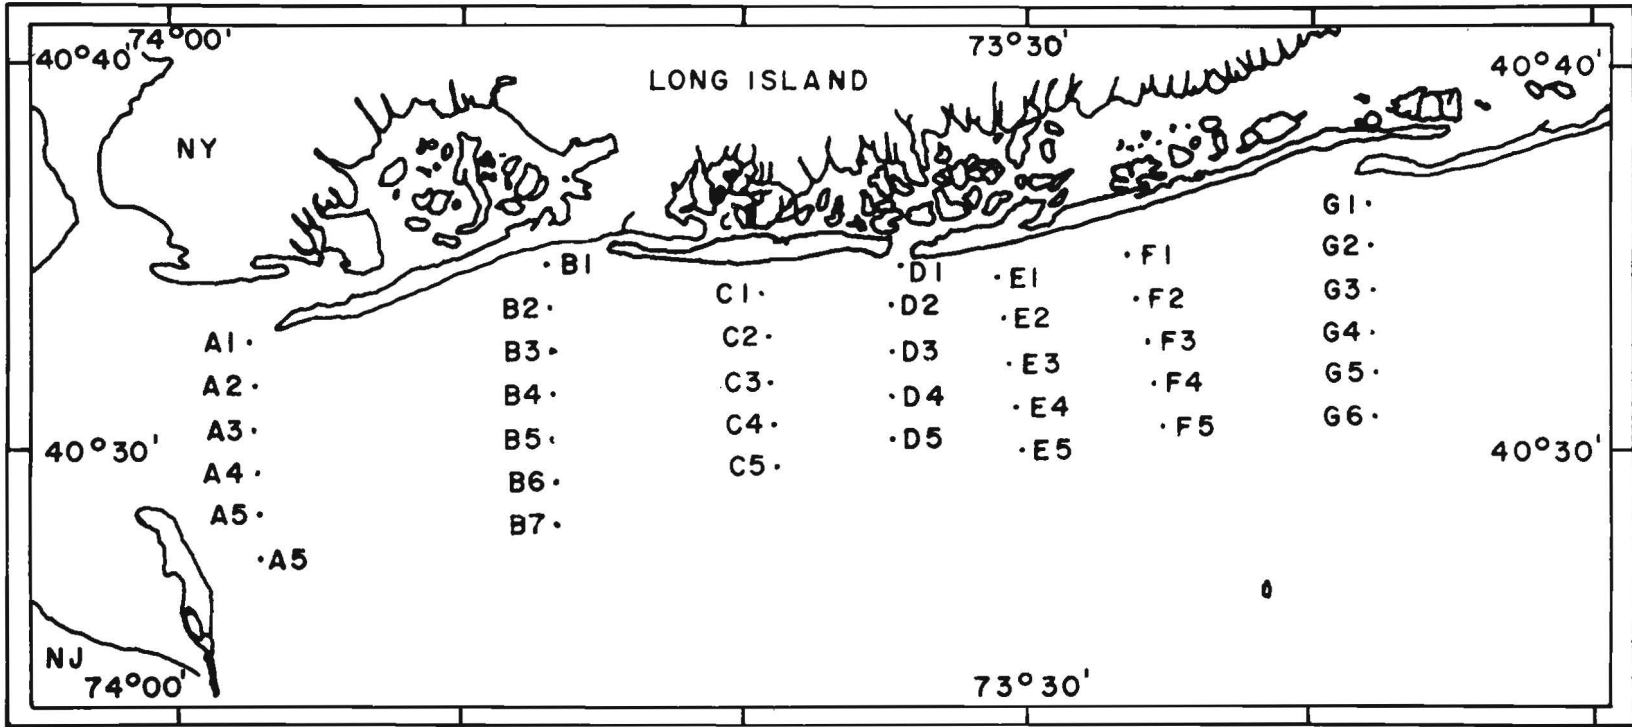 74°00'
73°30'
40°40'
40°40'
LONG ISLAND
NY
G1
G2
F1
B1
D1
E1
C1
G3
F2
B2
D2
E2
G4
A1
C2
F3
B3
D3
E3
G5
A2
C3
F4
B4
D4
E4
G6
A3
C4
F5
B5
D5
E5
40°30'
40°30'
A4
C5
B6
A5
B7
A5
NJ
74°00'
73°30'